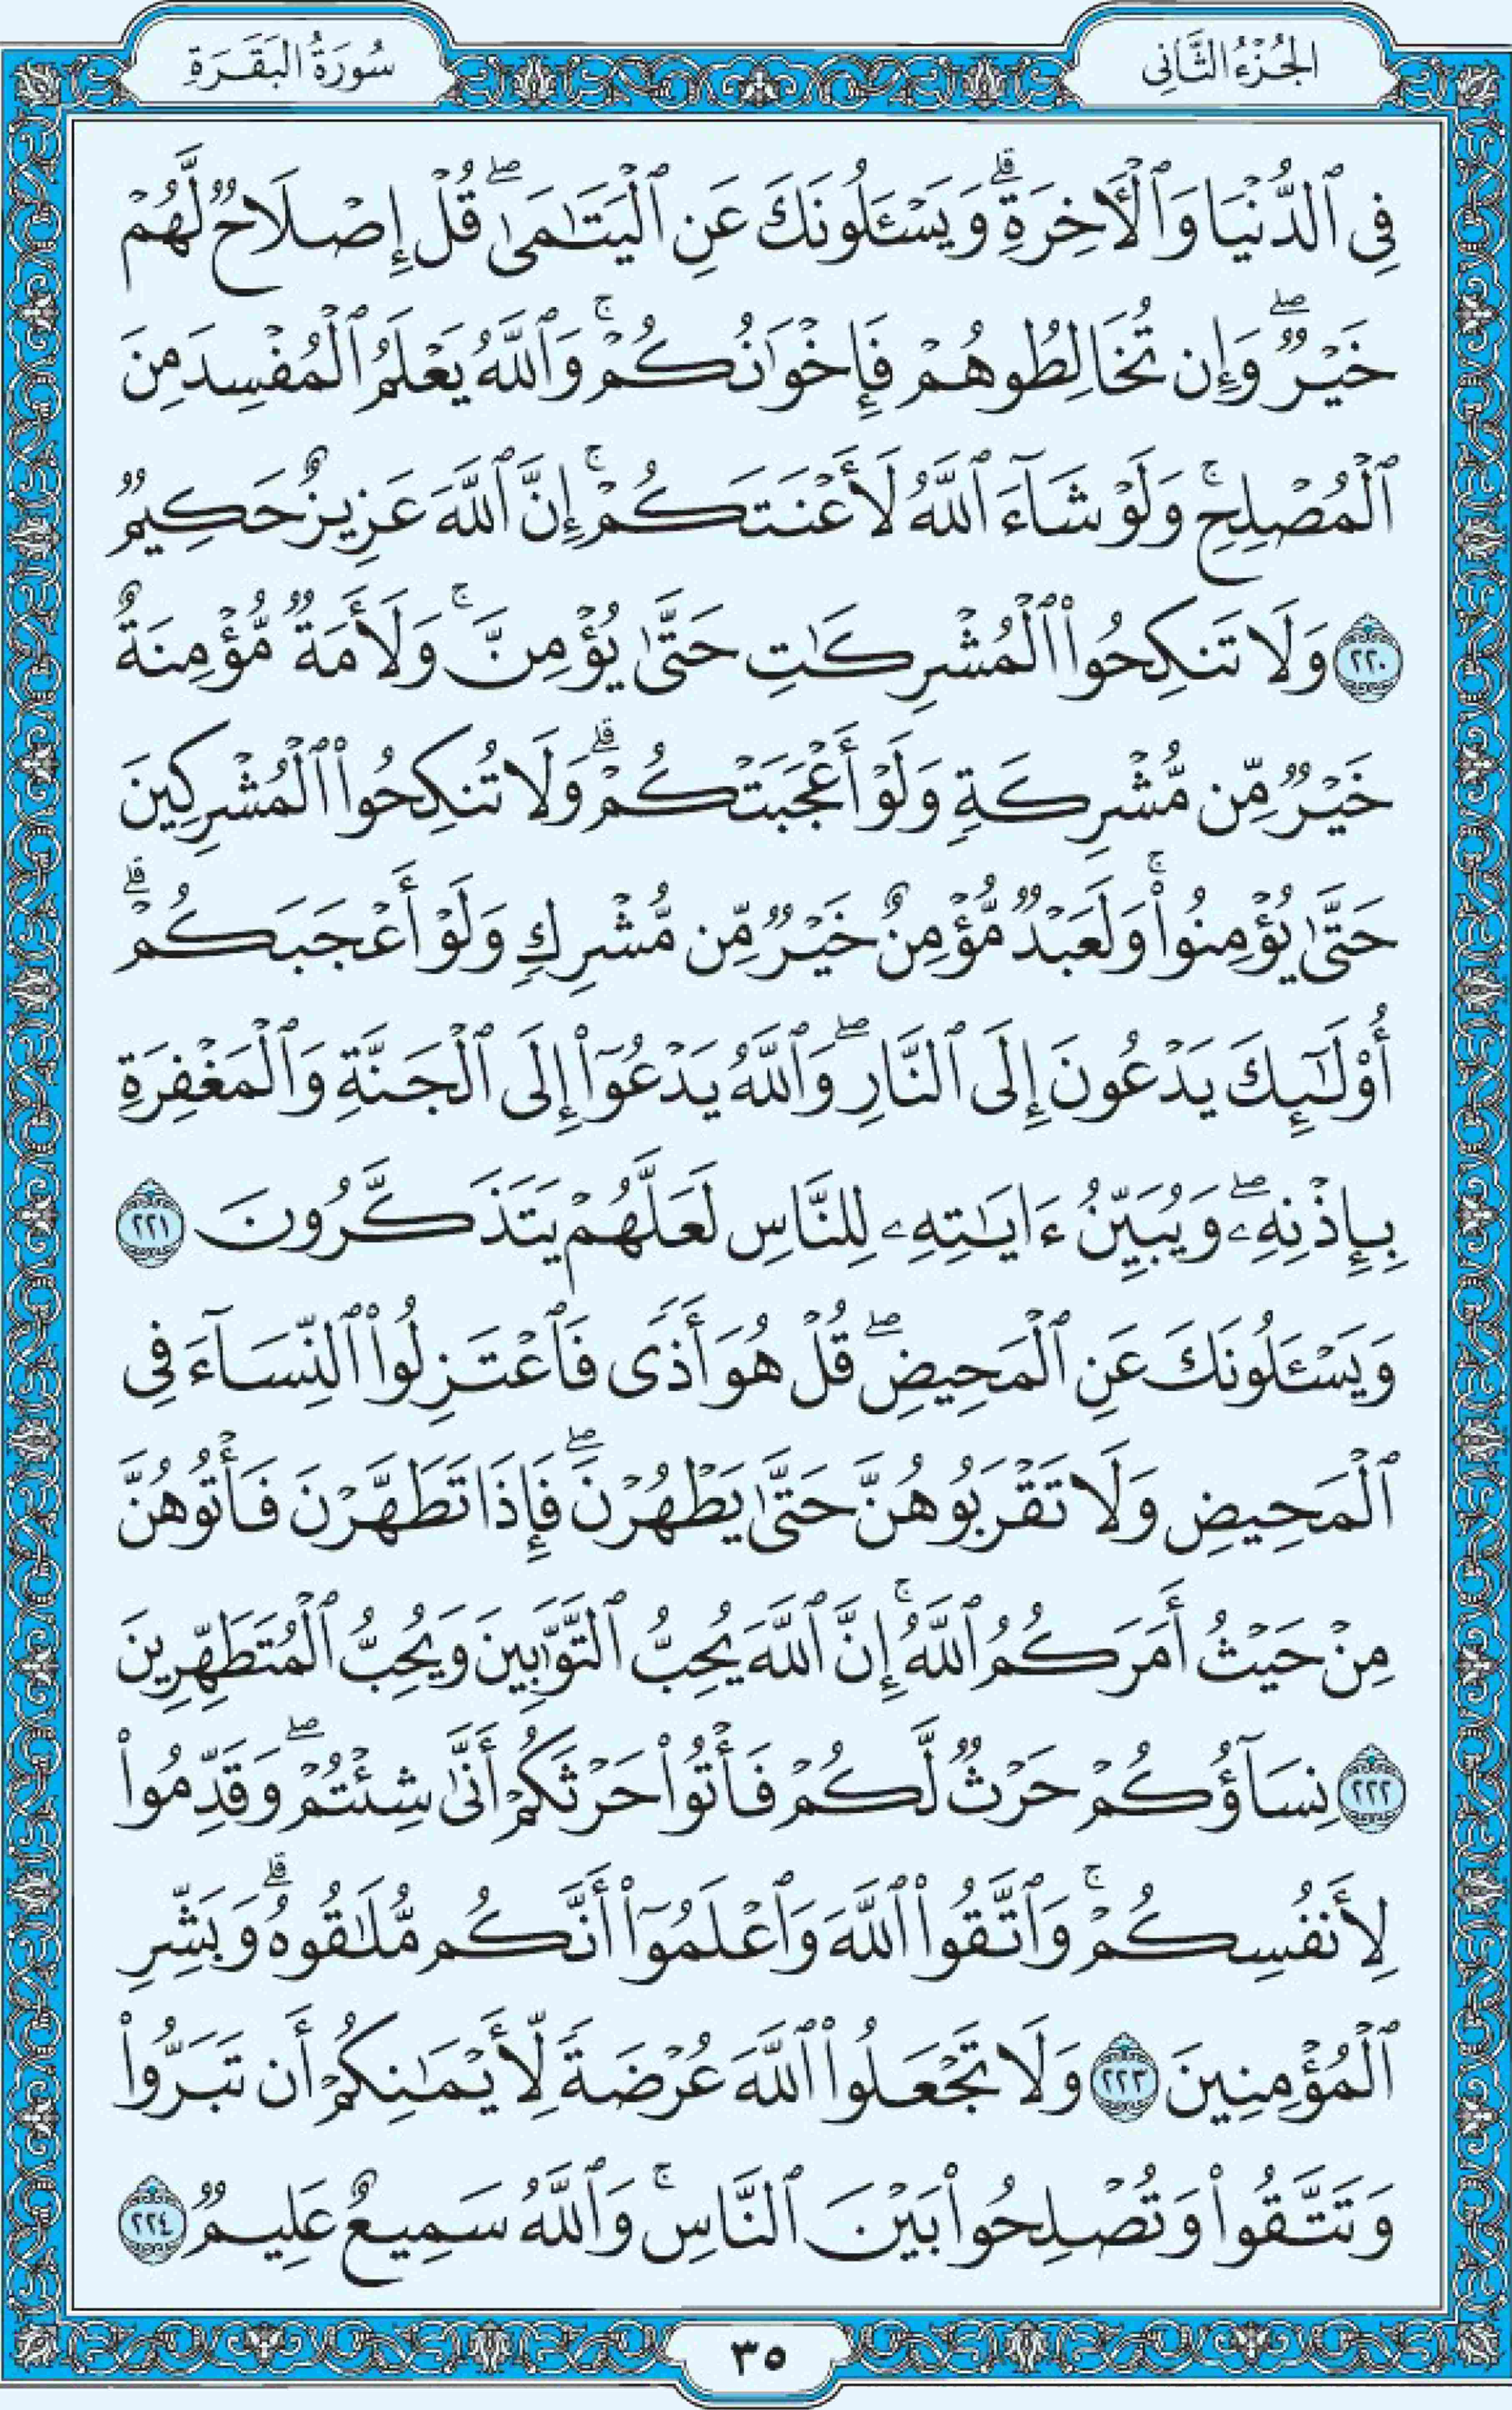 الجُزْءُ الثَّانِي
سُورَةُ البَقَرَةِ
فِي ٱلدُّنْيَا وَٱلْأٓخِرَةِۗ وَيَسْـَٔلُونَكَ عَنِ ٱلْيَتَـٰمَىٰۖ قُلْ إِصْلَاحٌ لَّهُمْ
خَيْرٌۖ وَإِن تُخَالِطُوهُمْ فَإِخْوَٰنُكُمْۚ وَٱللَّهُ يَعْلَمُ ٱلْمُفْسِدَ مِنَ
ٱلْمُصْلِحِۚ وَلَوْ شَآءَ ٱللَّهُ لَأَعْنَتَكُمْۚ إِنَّ ٱللَّهَ عَزِيزٌ حَكِيمٌ
٢٢٠ وَلَا تَنكِحُوا۟ ٱلْمُشْرِكَـٰتِ حَتَّىٰ يُؤْمِنَّۚ وَلَأَمَةٌ مُّؤْمِنَةٌ
خَيْرٌ مِّن مُّشْرِكَةٍ وَلَوْ أَعْجَبَتْكُمْۗ وَلَا تُنكِحُوا۟ ٱلْمُشْرِكِينَ
حَتَّىٰ يُؤْمِنُوا۟ۚ وَلَعَبْدٌ مُّؤْمِنٌ خَيْرٌ مِّن مُّشْرِكٍ وَلَوْ أَعْجَبَكُمْۗ
أُو۟لَـٰٓئِكَ يَدْعُونَ إِلَى ٱلنَّارِۖ وَٱللَّهُ يَدْعُوٓا۟ إِلَى ٱلْجَنَّةِ وَٱلْمَغْفِرَةِ
بِإِذْنِهِۦۖ وَيُبَيِّنُ ءَايَـٰتِهِۦ لِلنَّاسِ لَعَلَّهُمْ يَتَذَكَّرُونَ ٢٢١
وَيَسْـَٔلُونَكَ عَنِ ٱلْمَحِيضِۖ قُلْ هُوَ أَذًى فَٱعْتَزِلُوا۟ ٱلنِّسَآءَ فِي
ٱلْمَحِيضِ وَلَا تَقْرَبُوهُنَّ حَتَّىٰ يَطْهُرْنَۖ فَإِذَا تَطَهَّرْنَ فَأْتُوهُنَّ
مِنْ حَيْثُ أَمَرَكُمُ ٱللَّهُۚ إِنَّ ٱللَّهَ يُحِبُّ ٱلتَّوَّٰبِينَ وَيُحِبُّ ٱلْمُتَطَهِّرِينَ
٢٢٢ نِسَآؤُكُمْ حَرْثٌ لَّكُمْ فَأْتُوا۟ حَرْثَكُمْ أَنَّىٰ شِئْتُمْۖ وَقَدِّمُوا۟
لِأَنفُسِكُمْۚ وَٱتَّقُوا۟ ٱللَّهَ وَٱعْلَمُوٓا۟ أَنَّكُم مُّلَـٰقُوهُۗ وَبَشِّرِ
ٱلْمُؤْمِنِينَ ٢٢٣ وَلَا تَجْعَلُوا۟ ٱللَّهَ عُرْضَةً لِّأَيْمَـٰنِكُمْ أَن تَبَرُّوا۟
وَتَتَّقُوا۟ وَتُصْلِحُوا۟ بَيْنَ ٱلنَّاسِۚ وَٱللَّهُ سَمِيعٌ عَلِيمٌ ٢٢٤
٣٥